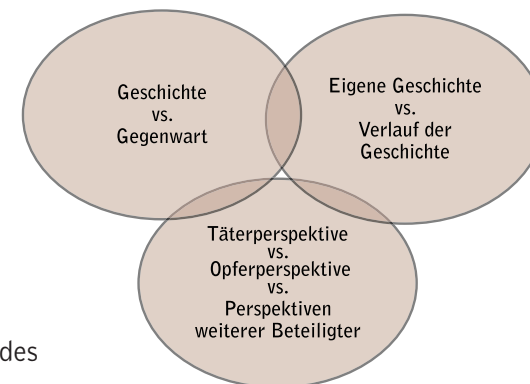 Geschichte
vs.
Gegenwart
Eigene Geschichte
vs.
Verlauf der
Geschichte
Täterperspektive
vs.
Opferperspektive
vs.
Perspektiven
weiterer Beteiligter
des